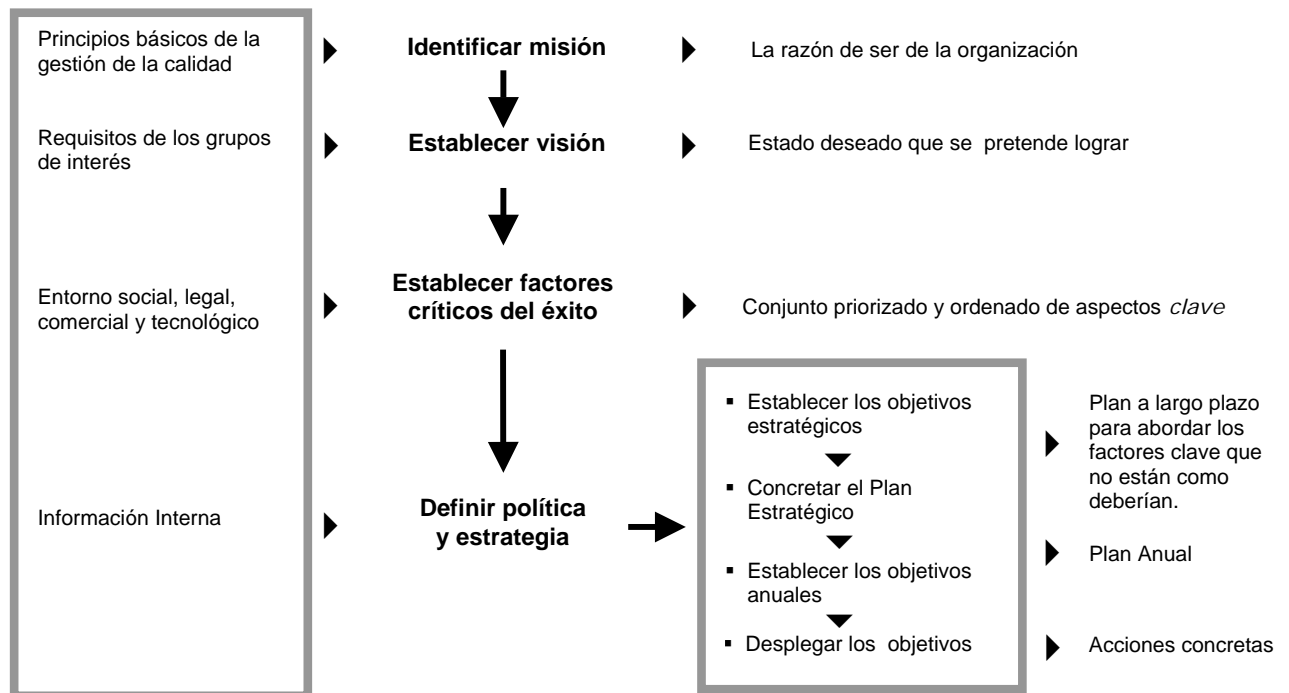 Principios básicos de la
gestión de la calidad
Identificar misión
La razón de ser de la organización
Requisitos de los grupos
de interés
Establecer visión
Estado deseado que se pretende lograr
Entorno social, legal,
comercial y tecnológico
Establecer factores
críticos del éxito
Conjunto priorizado y ordenado de aspectos clave
Información Interna
Definir política
y estrategia
▪ Establecer los objetivos
estratégicos
▪ Concretar el Plan
Estratégico
▪ Establecer los objetivos
anuales
▪ Desplegar los objetivos
Plan a largo plazo
para abordar los
factores clave que
no están como
deberían.
Plan Anual
Acciones concretas